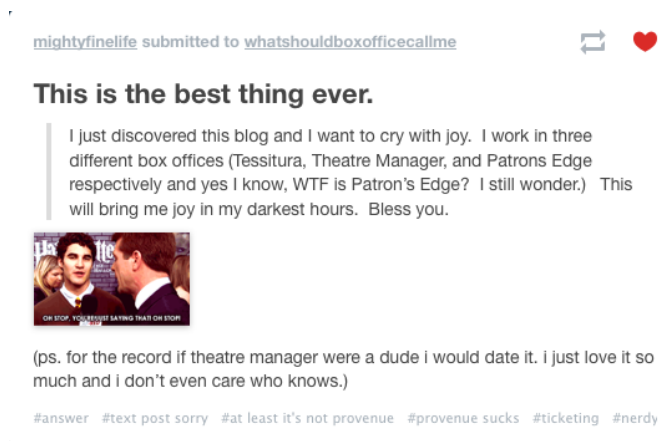 mightyfinelife submitted to whatshouldboxofficecallme
This is the best thing ever.
I just discovered this blog and I want to cry with joy.  I work in three
different box offices (Tessitura, Theatre Manager, and Patrons Edge
respectively and yes I know, WTF is Patron's Edge?  I still wonder.)   This
will bring me joy in my darkest hours.  Bless you.
OH STOP. YOU'RE JUST SAYING THAT! OH STOP!
(ps. for the record if theatre manager were a dude i would date it. i just love it so
much and i don't even care who knows.)
#answer #text post sorry #at least it's not provenue #provenue sucks #ticketing #nerdy